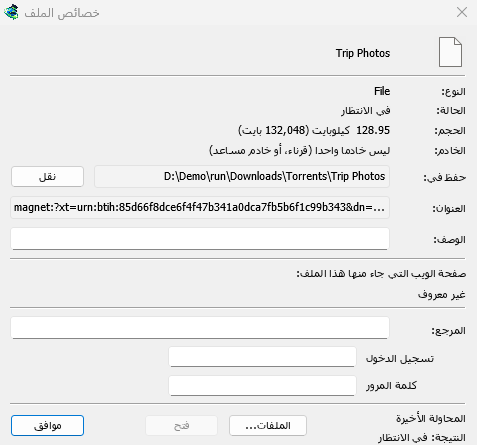 خصائص الملف
Trip Photos
النوع: File
الحالة: في الانتظار
الحجم: 128.95 كيلوبايت (132,048 بايت)
الخادم: ليس خادما واحدا (قرناء، أو خادم مساعد)
حفظ في: D:\Demo\run\Downloads\Torrents\Trip Photos نقل
العنوان: magnet:?xt=urn:btih:85d66f8dce6f4f47b341a0dca7fb5b6f1c99b343&dn=...
الوصف:
صفحة الويب التي جاء منها هذا الملف:
غير معروف
المرجع:
تسجيل الدخول
كلمة المرور
المحاولة الأخيرة
الملفات... فتح موافق
النتيجة: في الانتظار